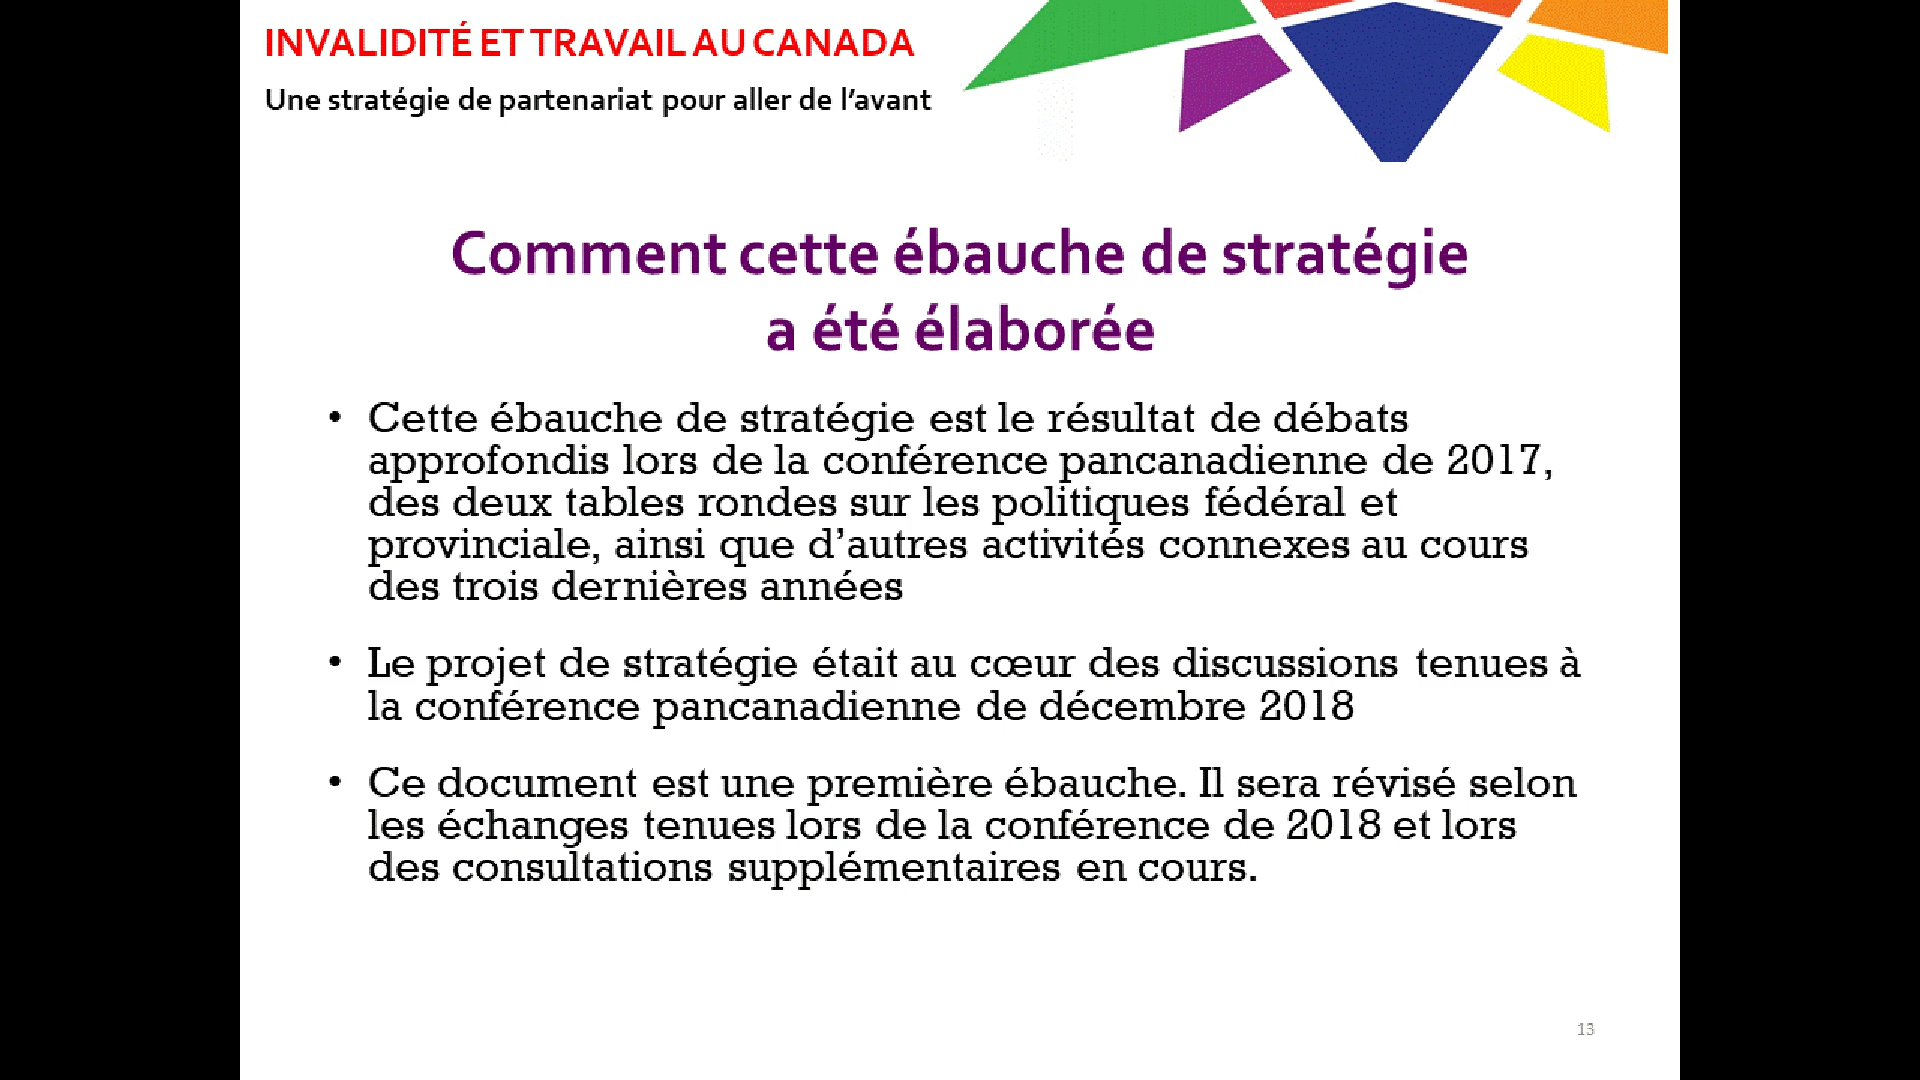 INVALIDITÉ ET TRAVAIL AU CANADA
Une stratégie de partenariat pour aller de l’avant
Comment cette ébauche de stratégie
a été élaborée
• Cette ébauche de stratégie est le résultat de débats
approfondis lors de la conférence pancanadienne de 2017,
des deux tables rondes sur les politiques fédéral et
provinciale, ainsi que d’autres activités connexes au cours
des trois dernières années
• Le projet de stratégie était au cœur des discussions tenues à
la conférence pancanadienne de décembre 2018
• Ce document est une première ébauche. Il sera révisé selon
les échanges tenues lors de la conférence de 2018 et lors
des consultations supplémentaires en cours.
13